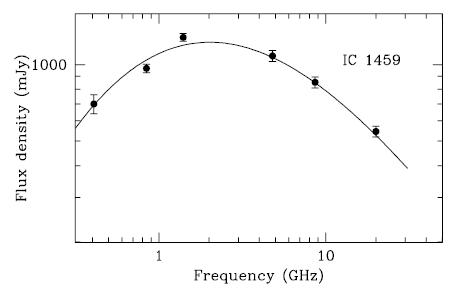 IC 1459
1000
Flux density (mJy)
1
10
Frequency (GHz)